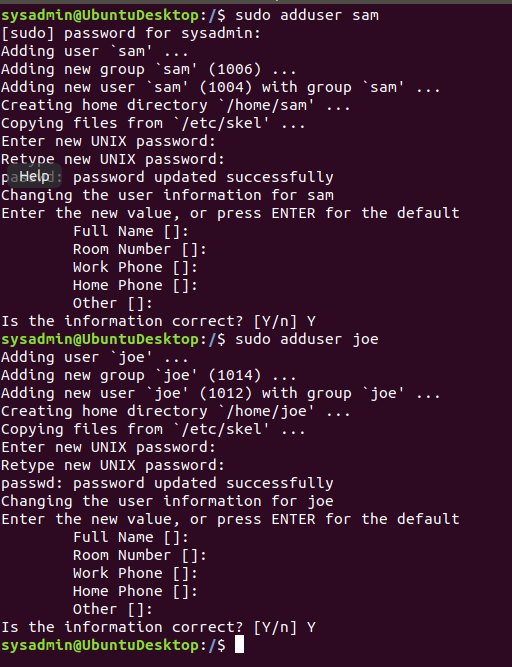 sysadmin@UbuntuDesktop:/$ sudo adduser sam
[sudo] password for sysadmin:
Adding user `sam' ...
Adding new group `sam' (1006) ...
Adding new user `sam' (1004) with group `sam' ...
Creating home directory `/home/sam' ...
Copying files from `/etc/skel' ...
Enter new UNIX password:
Retype new UNIX password:
Help password updated successfully
Changing the user information for sam
Enter the new value, or press ENTER for the default
Full Name []:
Room Number []:
Work Phone []:
Home Phone []:
Other []:
Is the information correct? [Y/n] Y
sysadmin@UbuntuDesktop:/$ sudo adduser joe
Adding user `joe' ...
Adding new group `joe' (1014) ...
Adding new user `joe' (1012) with group `joe' ...
Creating home directory `/home/joe' ...
Copying files from `/etc/skel' ...
Enter new UNIX password:
Retype new UNIX password:
passwd: password updated successfully
Changing the user information for joe
Enter the new value, or press ENTER for the default
Full Name []:
Room Number []:
Work Phone []:
Home Phone []:
Other []:
Is the information correct? [Y/n] Y
sysadmin@UbuntuDesktop:/$